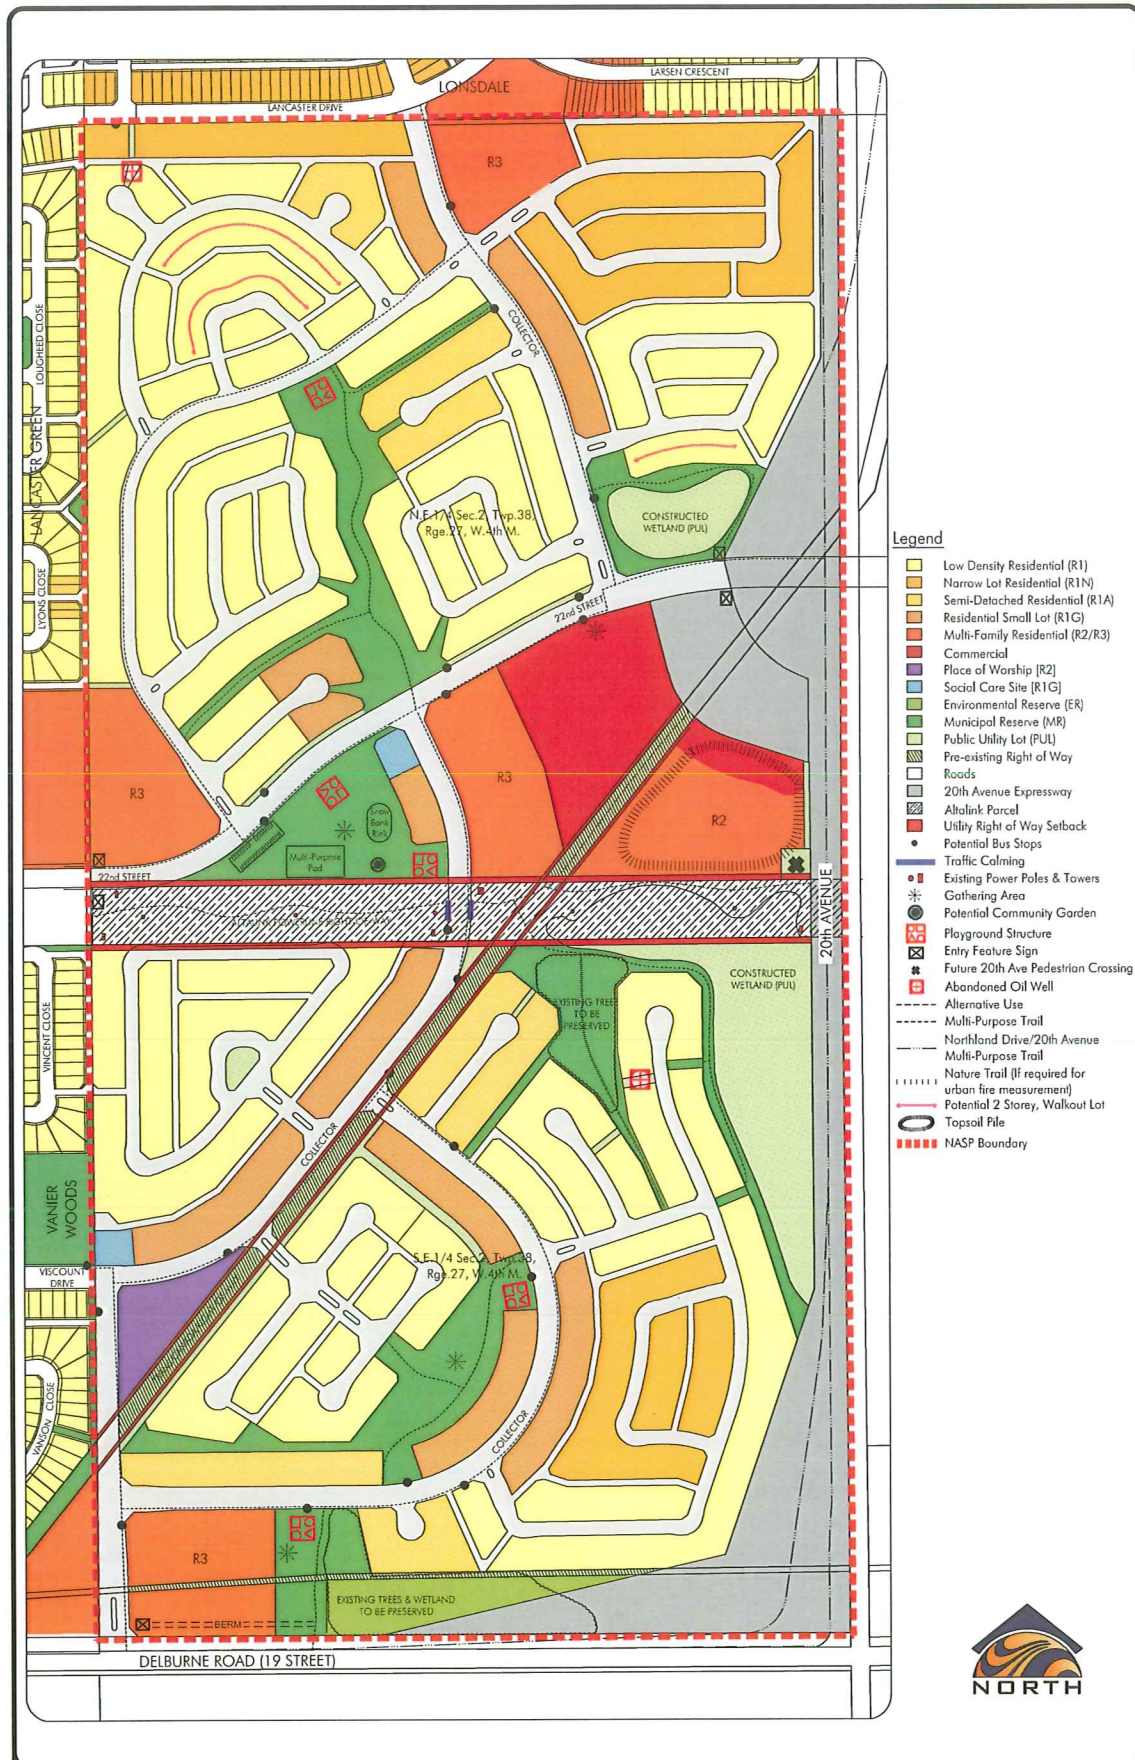 LONSDALE
LARSEN CRESCENT
LANCASTER DRIVE
R3
LOUGHEED CLOSE
COLLECTOR
LANCASTER GREEN
N.E.1/4 Sec.2, Twp.38,
Rge.27, W.4th M.
CONSTRUCTED
WETLAND (PUL)
LYONS CLOSE
22nd STREET
R3
R3
Snow
Bank
Rink
R2
Multi-Purpose
Pad
22nd STREET
20th AVENUE
CONSTRUCTED
WETLAND (PUL)
EXISTING TREES
TO BE
PRESERVED
VINCENT CLOSE
COLLECTOR
VANIER
WOODS
VISCOUNT
DRIVE
S.E.1/4 Sec.2, Twp.38,
Rge.27, W.4th M.
VANSON CLOSE
COLLECTOR
R3
EXISTING TREES & WETLAND
TO BE PRESERVED
BERM
DELBURNE ROAD (19 STREET)
Legend
Low Density Residential (R1)
Narrow Lot Residential (R1N)
Semi-Detached Residential (R1A)
Residential Small Lot (R1G)
Multi-Family Residential (R2/R3)
Commercial
Place of Worship [R2]
Social Care Site [R1G]
Environmental Reserve (ER)
Municipal Reserve (MR)
Public Utility Lot (PUL)
Pre-existing Right of Way
Roads
20th Avenue Expressway
Altalink Parcel
Utility Right of Way Setback
Potential Bus Stops
Traffic Calming
Existing Power Poles & Towers
Gathering Area
Potential Community Garden
Playground Structure
Entry Feature Sign
Future 20th Ave Pedestrian Crossing
Abandoned Oil Well
Alternative Use
Multi-Purpose Trail
Northland Drive/20th Avenue
Multi-Purpose Trail
Nature Trail (If required for
urban fire measurement)
Potential 2 Storey, Walkout Lot
Topsoil Pile
NASP Boundary
NORTH